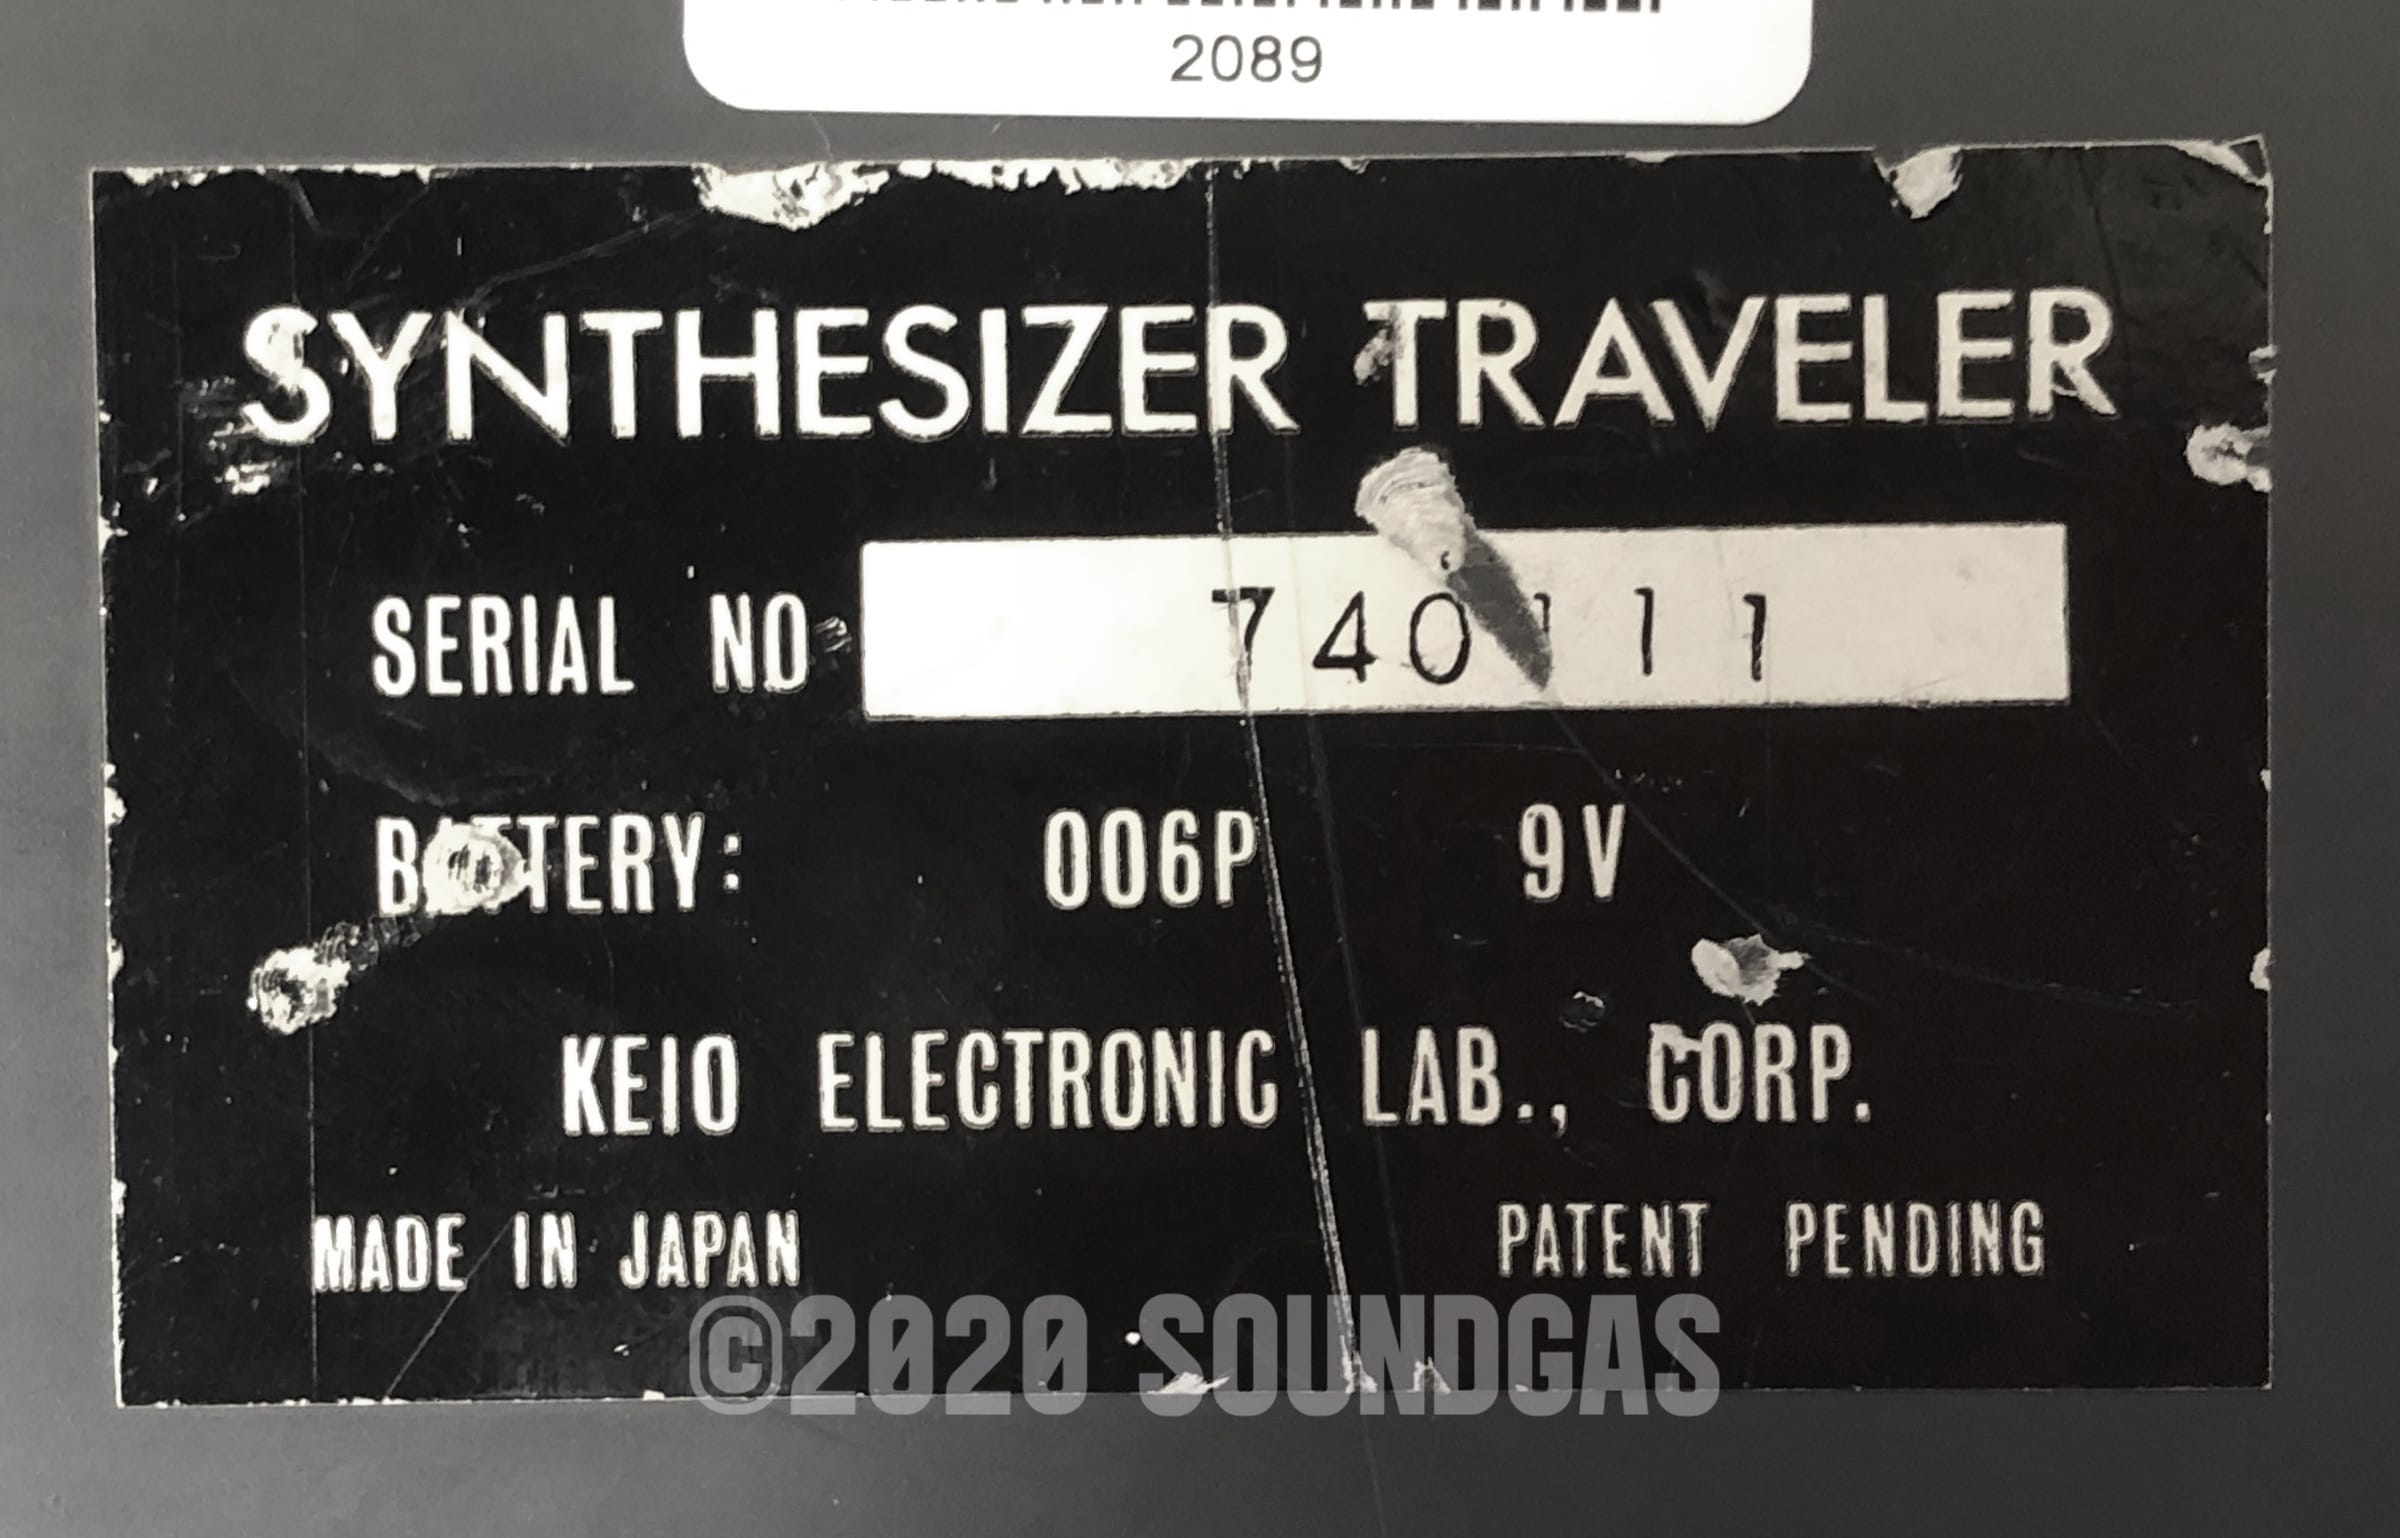 2089
SYNTHESIZER TRAVELER
SERIAL NO 740111
BATTERY: 006P 9V
KEIO ELECTRONIC LAB., CORP.
MADE IN JAPAN PATENT PENDING
©2020 SOUNDGAS